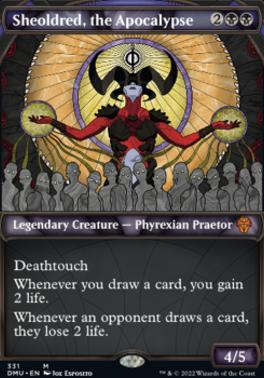 Sheoldred, the Apocalypse 2
Legendary Creature — Phyrexian Praetor
Deathtouch
Whenever you draw a card, you gain
2 life.
Whenever an opponent draws a card,
they lose 2 life.
331 M
DMU • EN Joe Esposito
4/5
™ & © 2022 Wizards of the Coast